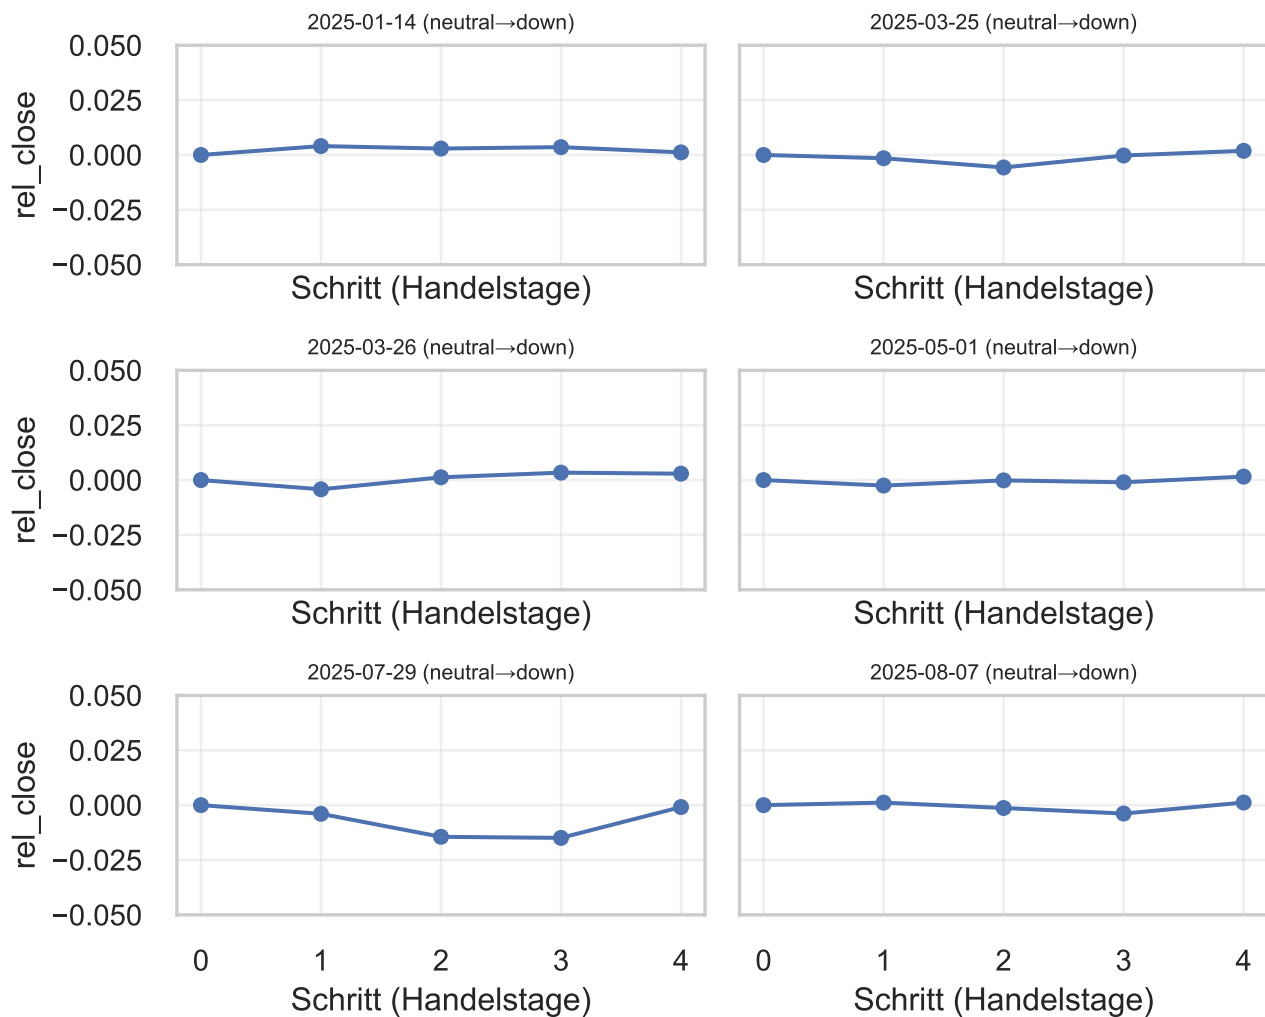 2025-01-14 (neutral→down)
2025-03-25 (neutral→down)
0.050
0.025
0.000
−0.025
−0.050
rel_close
Schritt (Handelstage)
Schritt (Handelstage)
2025-03-26 (neutral→down)
2025-05-01 (neutral→down)
0.050
0.025
0.000
−0.025
−0.050
rel_close
Schritt (Handelstage)
Schritt (Handelstage)
2025-07-29 (neutral→down)
2025-08-07 (neutral→down)
0.050
0.025
0.000
−0.025
−0.050
rel_close
0 1 2 3 4
0 1 2 3 4
Schritt (Handelstage)
Schritt (Handelstage)